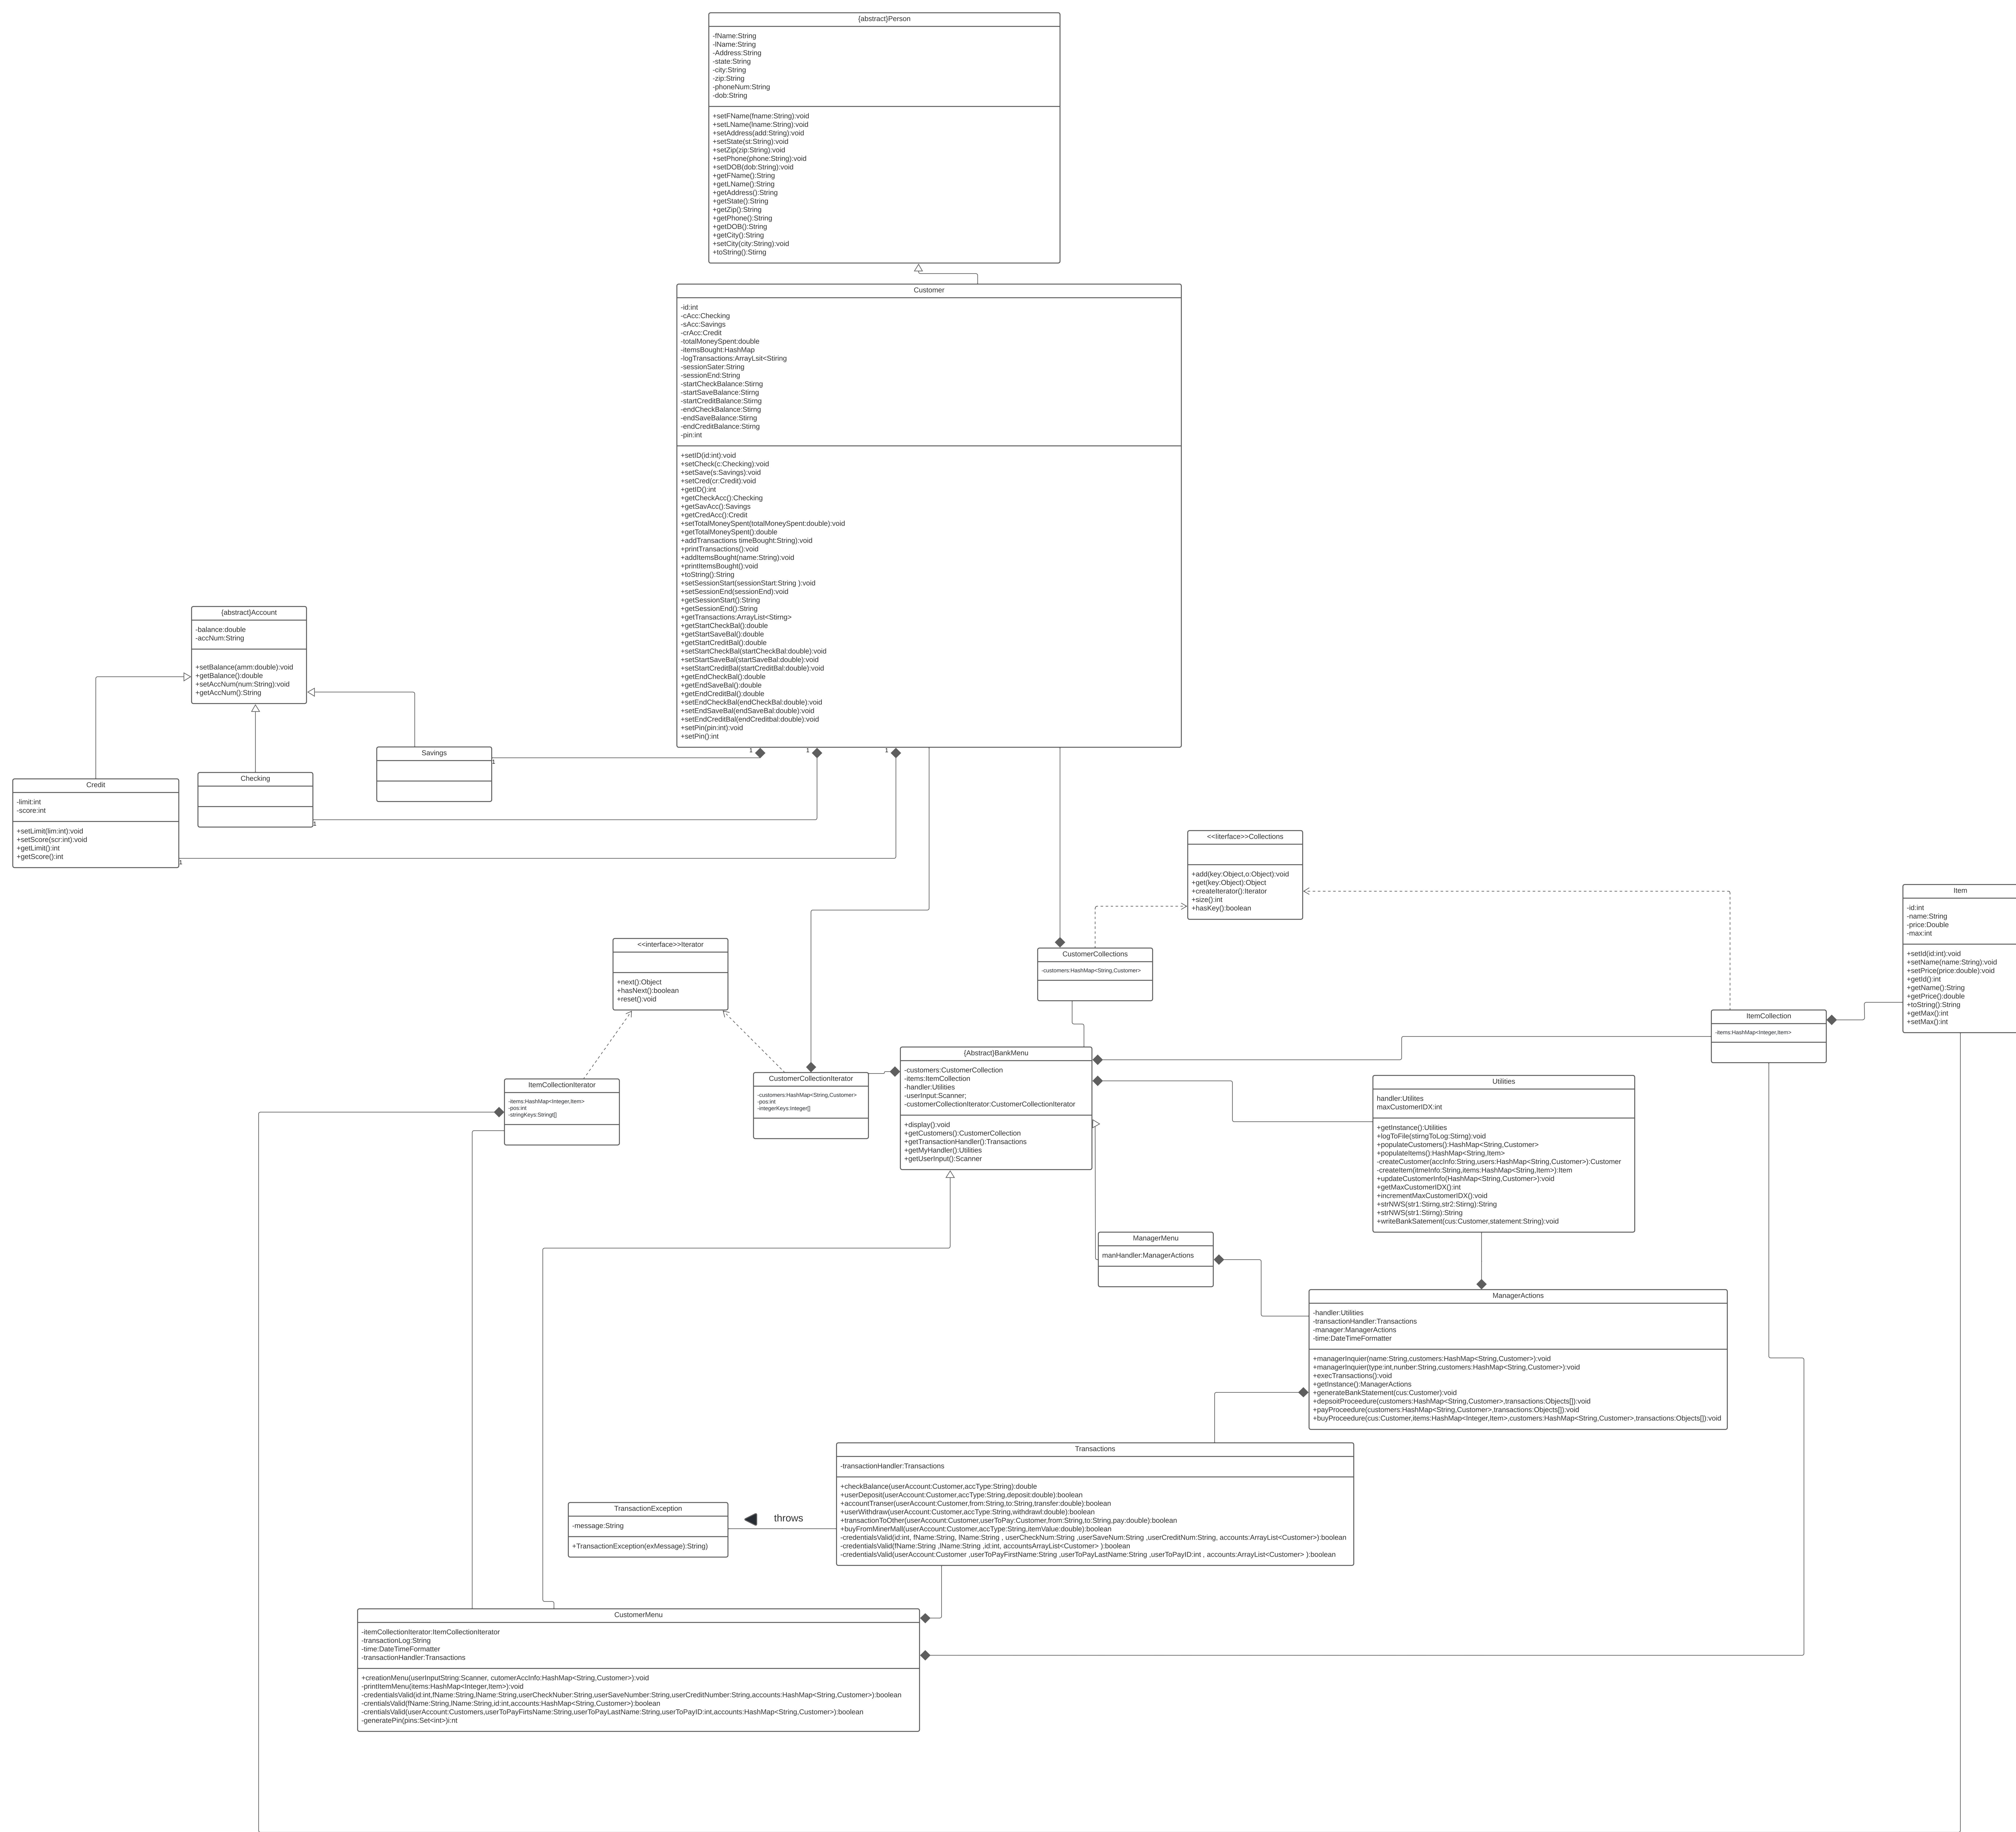 {abstract}Person
-fName:String
-lName:String
-Address:String
-state:String
-city:String
-zip:String
-phoneNum:String
-dob:String
+setFName(fname:String):void
+setLName(lname:String):void
+setAddress(add:String):void
+setState(st:String):void
+setZip(zip:String):void
+setPhone(phone:String):void
+setDOB(dob:String):void
+getFName():String
+getLName():String
+getAddress():String
+getState():String
+getZip():String
+getPhone():String
+getDOB():String
+getCity():String
+setCity(city:String):void
+toString():Stirng
Customer
-id:int
-cAcc:Checking
-sAcc:Savings
-crAcc:Credit
-totalMoneySpent:double
-itemsBought:HashMap
-logTransactions:ArrayLsit<Stiring
-sessionSater:String
-sessionEnd:String
-startCheckBalance:Stirng
-startSaveBalance:Stirng
-startCreditBalance:Stirng
-endCheckBalance:Stirng
-endSaveBalance:Stirng
-endCreditBalance:Stirng
-pin:int
+setID(id:int):void
+setCheck(c:Checking):void
+setSave(s:Savings):void
+setCred(cr:Credit):void
+getID():int
+getCheckAcc():Checking
+getSavAcc():Savings
+getCredAcc():Credit
+setTotalMoneySpent(totalMoneySpent:double):void
+getTotalMoneySpent():double
+addTransactions timeBought:String):void
+printTransactions():void
+addItemsBought(name:String):void
+printItemsBought():void
+toString():String
+setSessionStart(sessionStart:String ):void
+setSessionEnd(sessionEnd):void
+getSessionStart():String
+getSessionEnd():String
+getTransactions:ArrayList<Stirng>
+getStartCheckBal():double
+getStartSaveBal():double
+getStartCreditBal():double
+setStartCheckBal(startCheckBal:double):void
+setStartSaveBal(startSaveBal:double):void
+setStartCreditBal(startCreditBal:double):void
+getEndCheckBal():double
+getEndSaveBal():double
+getEndCreditBal():double
+setEndCheckBal(endCheckBal:double):void
+setEndSaveBal(endSaveBal:double):void
+setEndCreditBal(endCreditbal:double):void
+setPin(pin:int):void
+setPin():int
{abstract}Account
-balance:double
-accNum:String
+setBalance(amm:double):void
+getBalance():double
+setAccNum(num:String):void
+getAccNum():String
1
1
1
Savings
1
Checking
1
Credit
-limit:int
-score:int
+setLimit(lim:int):void
+setScore(scr:int):void
+getLimit():int
+getScore():int
1
<<literface>>Collections
+add(key:Object,o:Object):void
+get(key:Object):Object
+createIterator():Iterator
+size():int
+hasKey():boolean
Item
-id:int
-name:String
-price:Double
-max:int
+setId(id:int):void
+setName(name:String):void
+setPrice(price:double):void
+getId():int
+getName():String
+getPrice():double
+toString():String
+getMax():int
+setMax():int
<<interface>>Iterator
+next():Object
+hasNext():boolean
+reset():void
CustomerCollections
-customers:HashMap<String,Customer>
ItemCollection
-items:HashMap<Integer,Item>
ItemCollectionIterator
-items:HashMap<Integer,Item>
-pos:int
-stringKeys:Stringt[]
CustomerCollectionIterator
-customers:HashMap<String,Customer>
-pos:int
-integerKeys:Integer[]
{Abstract}BankMenu
-customers:CustomerCollection
-items:ItemCollection
-handler:Utilities
-userInput:Scanner;
-customerCollectionIterator:CustomerCollectionIterator
+display():void
+getCustomers():CustomerCollection
+getTransactionHandler():Transactions
+getMyHandler():Utilities
+getUserInput():Scanner
Utilities
handler:Utilites
maxCustomerIDX:int
+getInstance():Utilities
+logToFile(stirngToLog:Stirng):void
+populateCustomers():HashMap<String,Customer>
+populateItems():HashMap<String,Item>
-createCustomer(accInfo:String,users:HashMap<String,Customer>):Customer
-createItem(itmeInfo:String,items:HashMap<String,Item>):Item
+updateCustomerInfo(HashMap<String,Customer>):void
+getMaxCustomerIDX():int
+incrementMaxCustomerIDX():void
+strNWS(str1:Stirng,str2:Stirng):String
+strNWS(str1:Stirng):String
+writeBankSatement(cus:Customer,statement:String):void
ManagerMenu
manHandler:ManagerActions
ManagerActions
-handler:Utilities
-transactionHandler:Transactions
-manager:ManagerActions
-time:DateTimeFormatter
+managerInquier(name:String,customers:HashMap<String,Customer>):void
+managerInquier(type:int,nunber:String,customers:HashMap<String,Customer>):void
+execTransactions():void
+getInstance():ManagerActions
+generateBankStatement(cus:Customer):void
+depsoitProceedure(customers:HashMap<String,Customer>,transactions:Objects[]):void
+payProceedure(customers:HashMap<String,Customer>,transactions:Objects[]):void
+buyProceedure(cus:Customer,items:HashMap<Integer,Item>,customers:HashMap<String,Customer>,transactions:Objects[]):void
Transactions
-transactionHandler:Transactions
+checkBalance(userAccount:Customer,accType:String):double
+userDeposit(userAccount:Customer,accType:String,deposit:double):boolean
+accountTranser(userAccount:Customer,from:String,to:String,transfer:double):boolean
+userWithdraw(userAccount:Customer,accType:String,withdrawl:double):boolean
+transactionToOther(userAccount:Customer,userToPay:Customer,from:String,to:String,pay:double):boolean
+buyFromMinerMall(userAccount:Customer,accType:String,itemValue:double):boolean
-credentialsValid(id:int, fName:String, lName:String , userCheckNum:String ,userSaveNum:String ,userCreditNum:String, accounts:ArrayList<Customer>):boolean
-credentialsValid(fName:String ,lName:String ,id:int, accountsArrayList<Customer> ):boolean
-credentialsValid(userAccount:Customer ,userToPayFirstName:String ,userToPayLastName:String ,userToPayID:int , accounts:ArrayList<Customer> ):boolean
TransactionException
-message:String
+TransactionException(exMessage):String)
throws
CustomerMenu
-itemCollectionIterator:ItemCollectionIterator
-transactionLog:String
-time:DateTimeFormatter
-transactionHandler:Transactions
+creationMenu(userInputString:Scanner, cutomerAccInfo:HashMap<String,Customer>):void
-printItemMenu(items:HashMap<Integer,Item>):void
-credentialsValid(id:int,fName:String,lName:String,userCheckNuber:String,userSaveNumber:String,userCreditNumber:String,accounts:HashMap<String,Customer>):boolean
-crentialsValid(fName:String,lName:String,id:int,accounts:HashMap<String,Customer>):boolean
-crentialsValid(userAccount:Customers,userToPayFirtsName:String,userToPayLastName:String,userToPayID:int,accounts:HashMap<String,Customer>):boolean
-generatePin(pins:Set<int>)i:nt